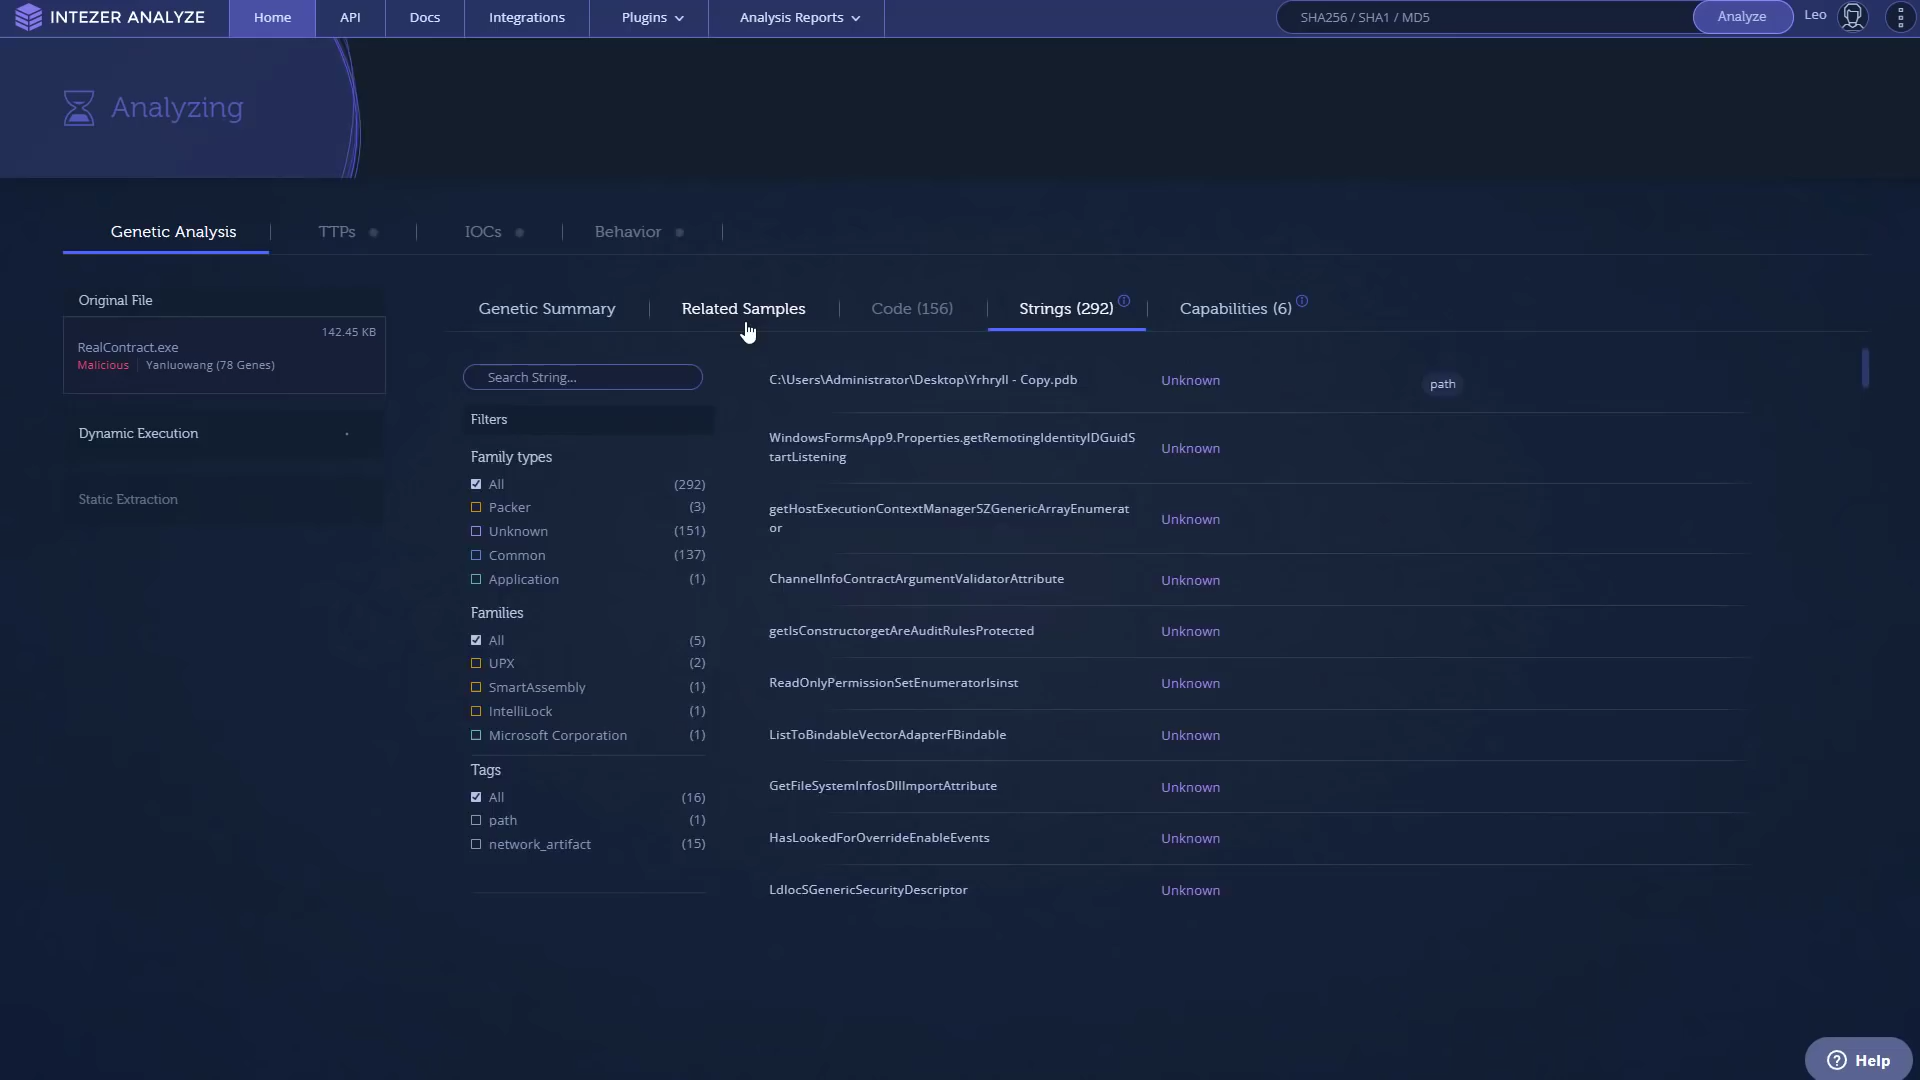 INTEZER ANALYZE
Home
API
Docs
Integrations
Plugins
Analysis Reports
SHA256 / SHA1 / MD5
Analyze
Leo
Analyzing
Genetic Analysis
TTPs
IOCs
Behavior
Original File
142.45 KB
RealContract.exe
Malicious
Yanluowang (78 Genes)
Dynamic Execution
Static Extraction
Genetic Summary
Related Samples
Code (156)
Strings (292)
Capabilities (6)
Search String...
Filters
Family types
All (292)
Packer (3)
Unknown (151)
Common (137)
Application (1)
Families
All (5)
UPX (2)
SmartAssembly (1)
IntelliLock (1)
Microsoft Corporation (1)
Tags
All (16)
path (1)
network_artifact (15)
C:\Users\Administrator\Desktop\Yrhryll - Copy.pdb Unknown path
WindowsFormsApp9.Properties.getRemotingIdentityIDGuidS
tartListening
Unknown
getHostExecutionContextManagerSZGenericArrayEnumerat
or
Unknown
ChannelInfoContractArgumentValidatorAttribute Unknown
getIsConstructorgetAreAuditRulesProtected Unknown
ReadOnlyPermissionSetEnumeratorIsinst Unknown
ListToBindableVectorAdapterFBindable Unknown
GetFileSystemInfosDllImportAttribute Unknown
HasLookedForOverrideEnableEvents Unknown
LdlocSGenericSecurityDescriptor Unknown
Help